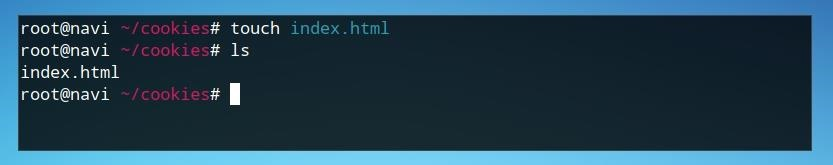 root@navi ~/cookies# touch index.html
root@navi ~/cookies# ls
index.html
root@navi ~/cookies#